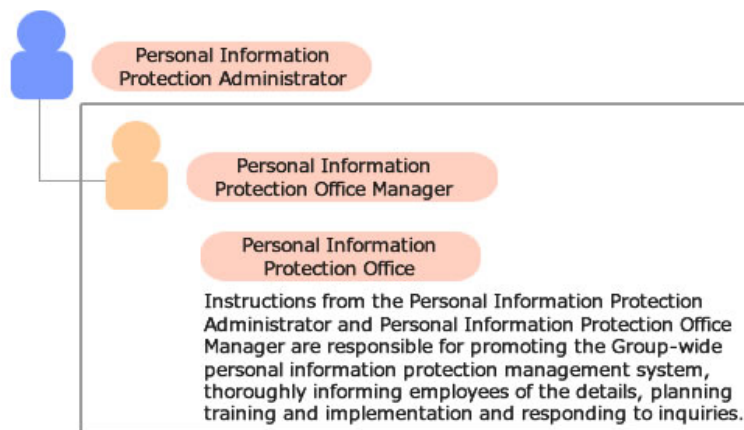 Personal Information
Protection Administrator
Personal Information
Protection Office Manager
Personal Information
Protection Office
Instructions from the Personal Information Protection
Administrator and Personal Information Protection Office
Manager are responsible for promoting the Group-wide
personal information protection management system,
thoroughly informing employees of the details, planning
training and implementation and responding to inquiries.